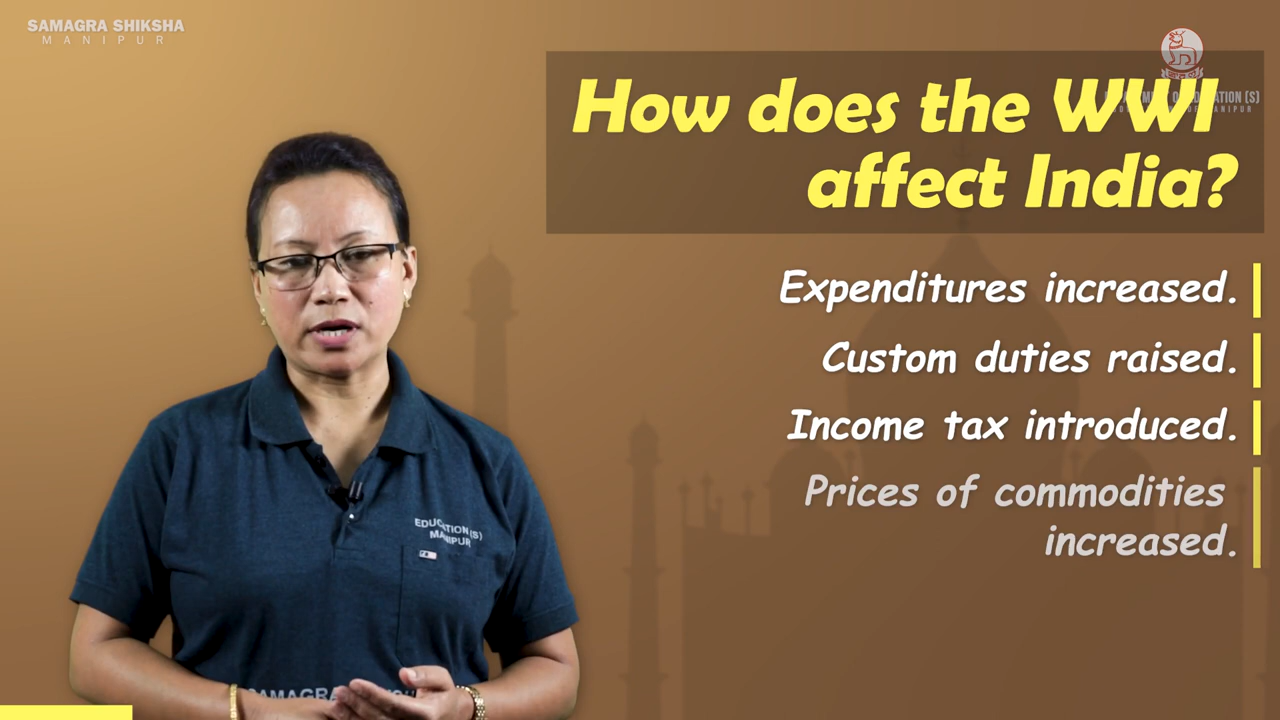 SAMAGRA SHIKSHA
MANIPUR
How does the WWI
affect India?
Expenditures increased.
Custom duties raised.
Income tax introduced.
Prices of commodities
increased.
EDUCATION (S)
MANIPUR
SAMAGRA